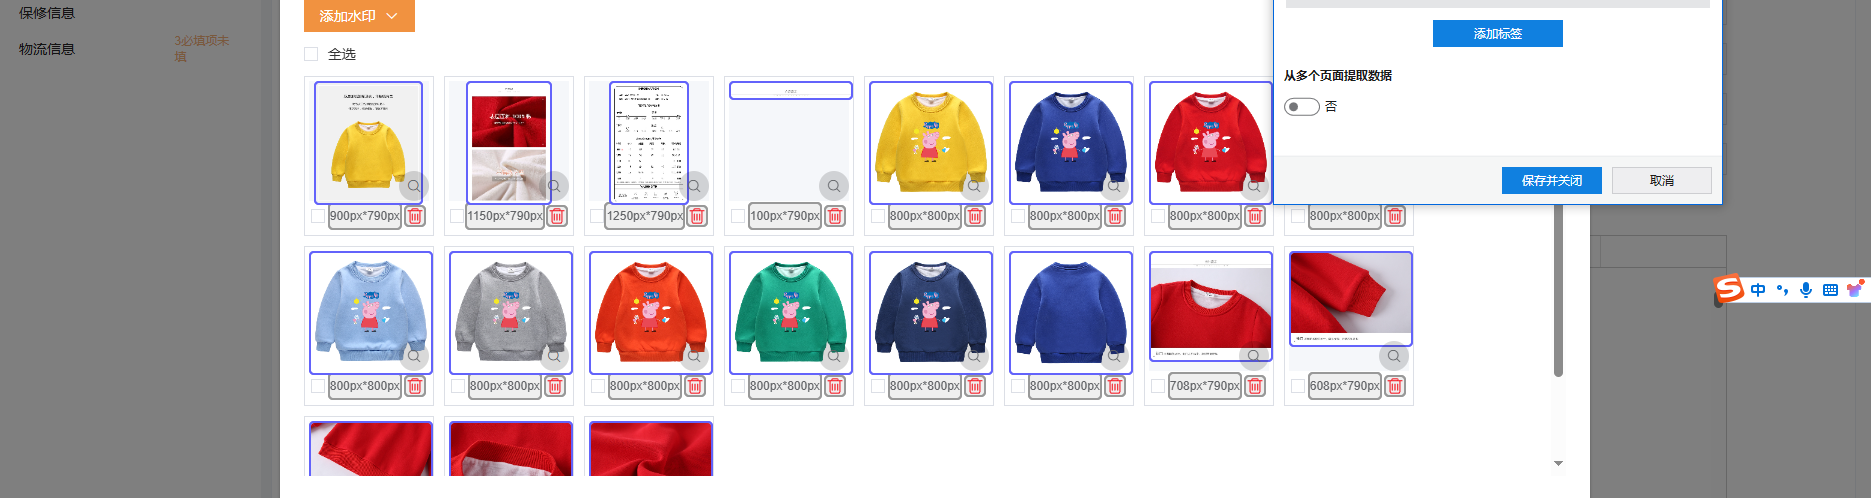 保修信息
物流信息
3必填项未
填
添加水印
全选
添加标签
从多个页面提取数据
否
保存并关闭
取消
900px*790px
1150px*790px
1250px*790px
100px*790px
800px*800px
800px*800px
800px*800px
800px*800px
800px*800px
800px*800px
800px*800px
800px*800px
800px*800px
800px*800px
708px*790px
608px*790px
中